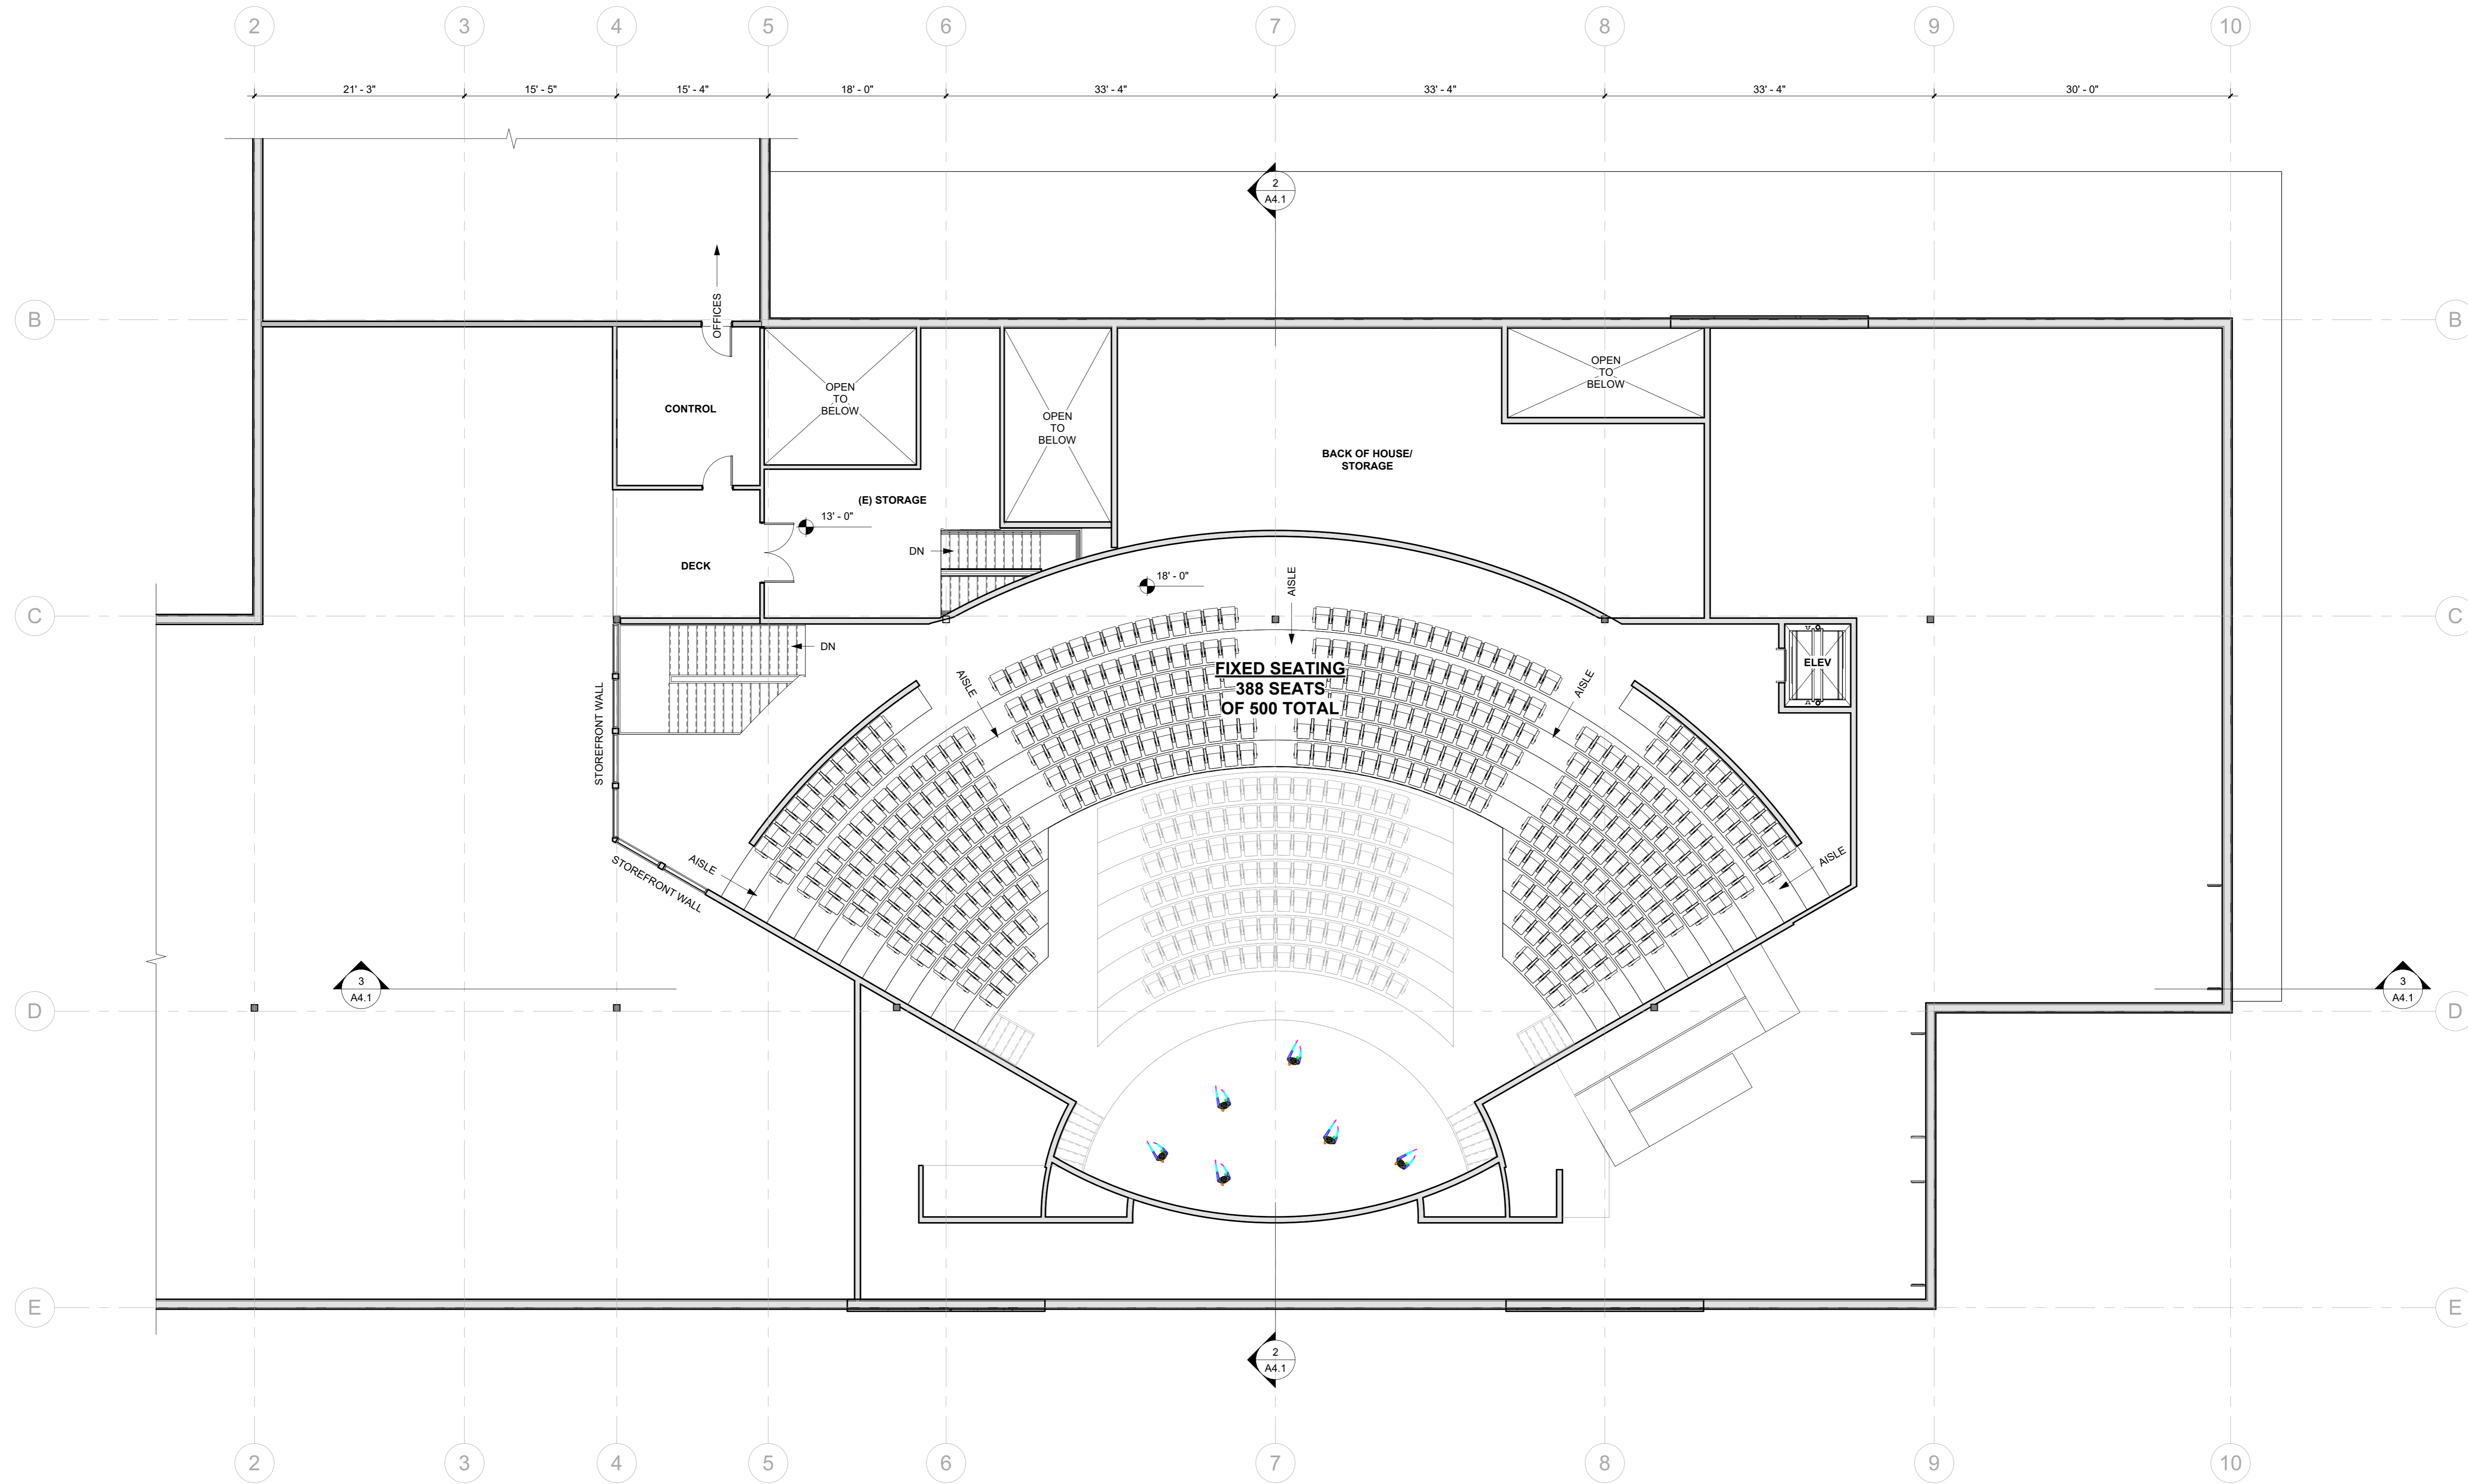 2 3 4 5 6 7 8 9 10
21' - 3" 15' - 5" 15' - 4" 18' - 0" 33' - 4" 33' - 4" 33' - 4" 30' - 0"
2
A4.1
OFFICES
B B
OPEN
TO
BELOW
OPEN
TO
BELOW
OPEN
TO
BELOW
CONTROL
BACK OF HOUSE/
STORAGE
(E) STORAGE
13' - 0"
DN
DECK
18' - 0"
AISLE
C C
DN
ELEV
FIXED SEATING
388 SEATS
OF 500 TOTAL
AISLE
AISLE
STOREFRONT WALL
AISLE
AISLE
STOREFRONT WALL
3
A4.1
3
A4.1
D D
E E
2
A4.1
2 3 4 5 6 7 8 9 10